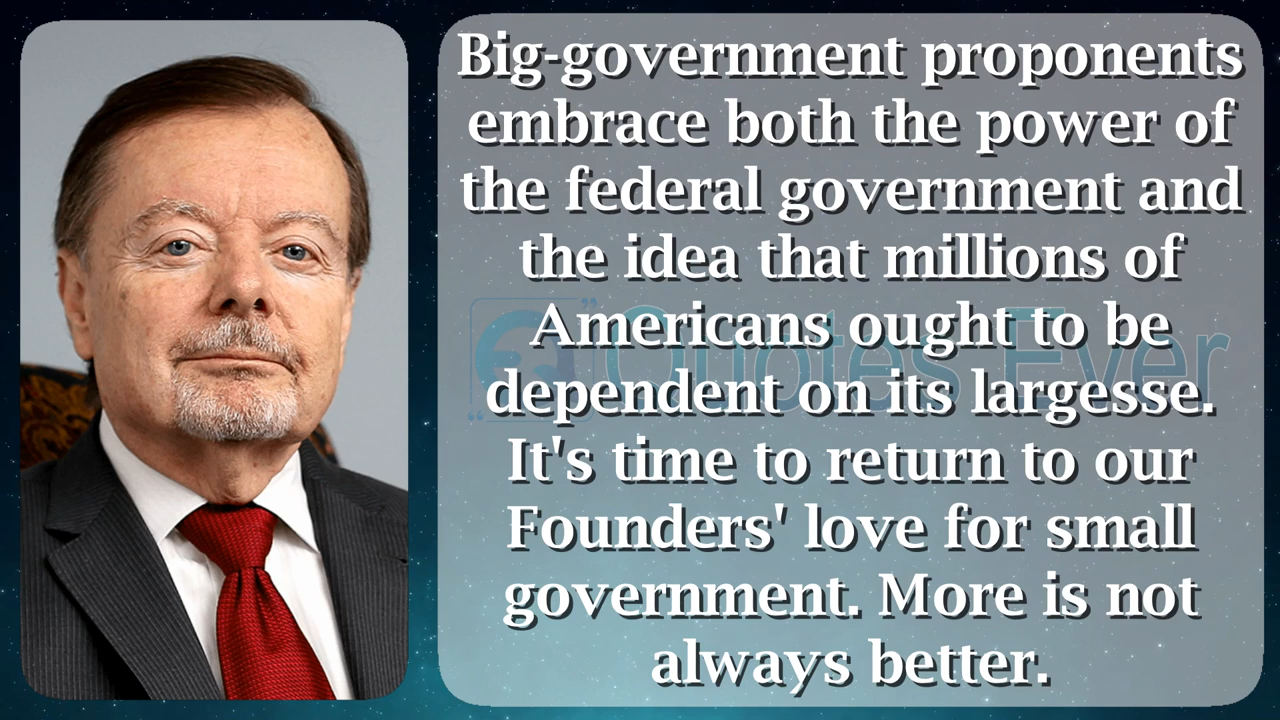 Big-government proponents
embrace both the power of
the federal government and
the idea that millions of
Americans ought to be
dependent on its largesse.
It's time to return to our
Founders' love for small
government. More is not
always better.
Quotes Ever